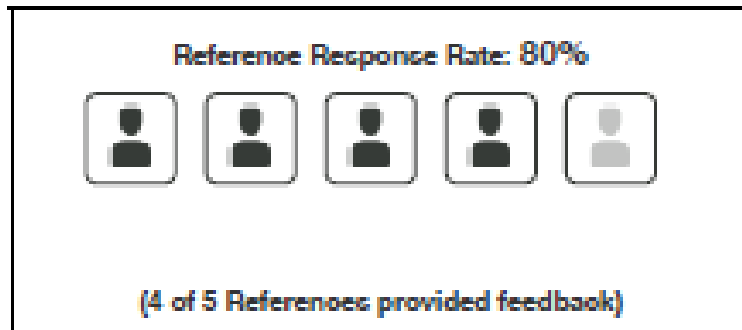 Reference Response Rate: 80%
(4 of 5 References provided feedback)